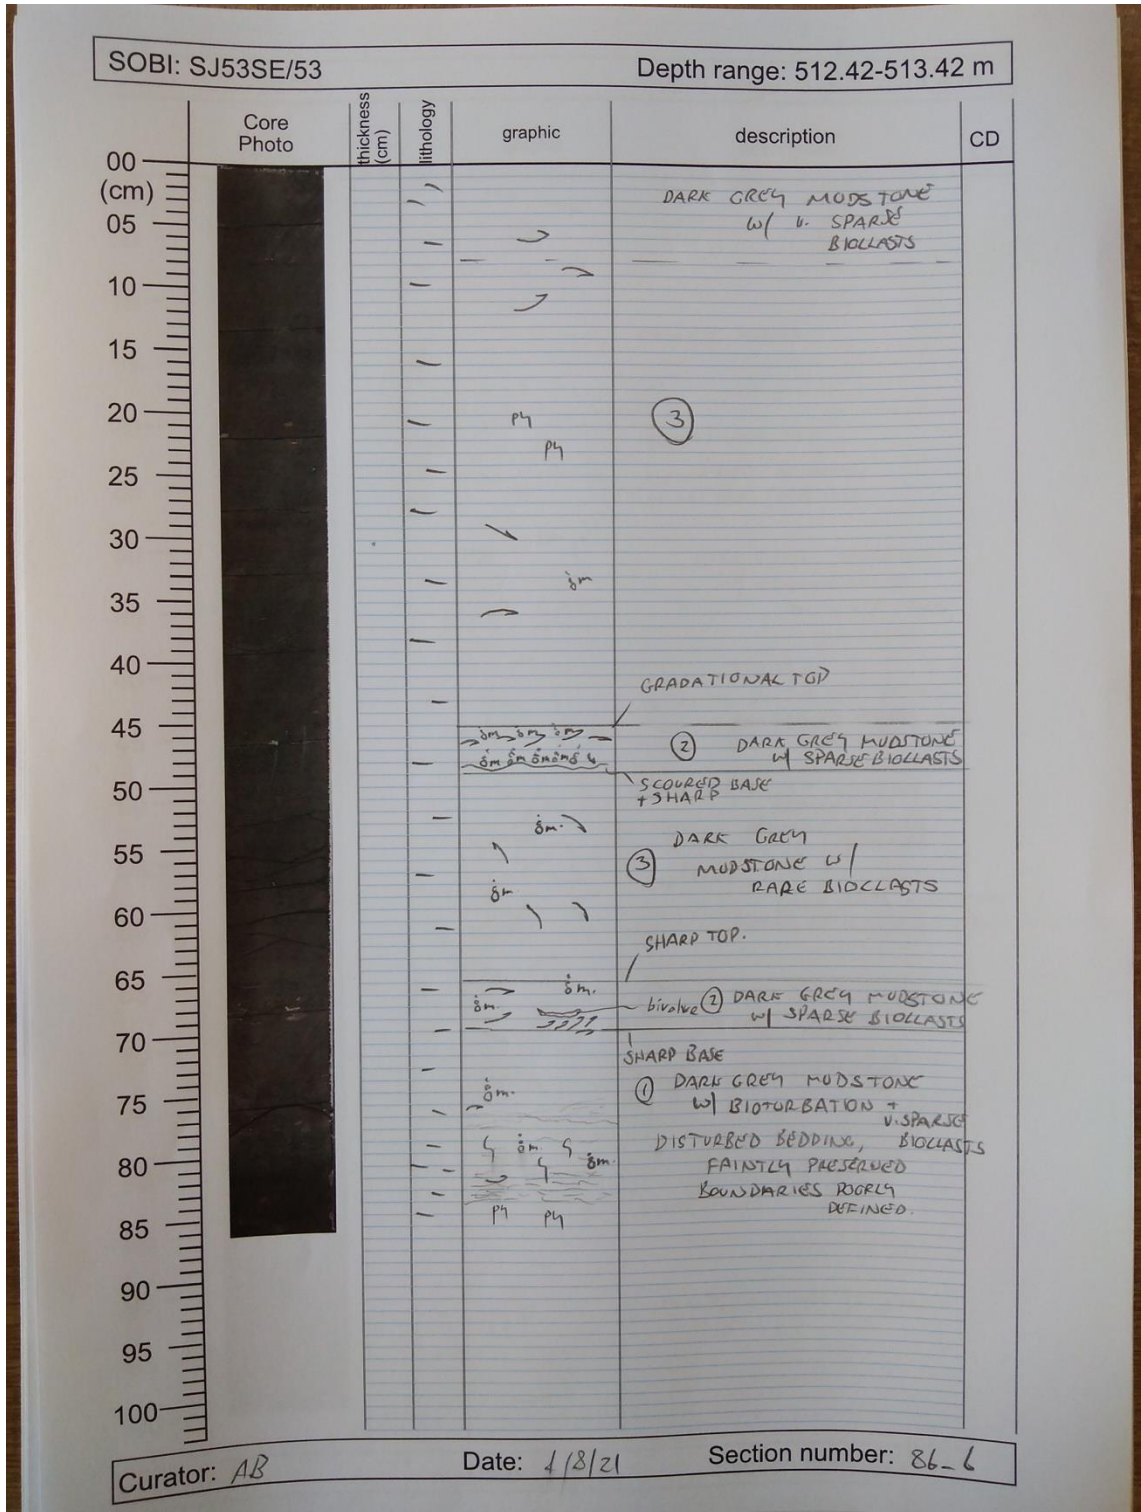 SOBI: SJ53SE/53
Depth range: 512.42-513.42 m
Core Photo
thickness (cm)
lithology
graphic
description
CD
00
(cm)
05
10
15
20
25
30
35
40
45
50
55
60
65
70
75
80
85
90
95
100
DARK GREY MUDSTONE
w/ v. SPARSE
BIOCLASTS
PY
3
PY
GRADATIONAL TOP
2 DARK GREY MUDSTONE
w/ SPARSE BIOCLASTS
SCOURED BASE
+ SHARP
DARK GREY
3 MUDSTONE w/
RARE BIOCLASTS
SHARP TOP.
bivalve 2 DARK GREY MUDSTONE
w/ SPARSE BIOCLASTS
SHARP BASE
1 DARK GREY MUDSTONE
w/ BIOTURBATION +
V. SPARSE
DISTURBED BEDDING, BIOCLASTS
FAINTLY PRESERVED
BOUNDARIES POORLY
DEFINED.
PY PY
Curator: AB
Date: 1/8/21
Section number: 86_6